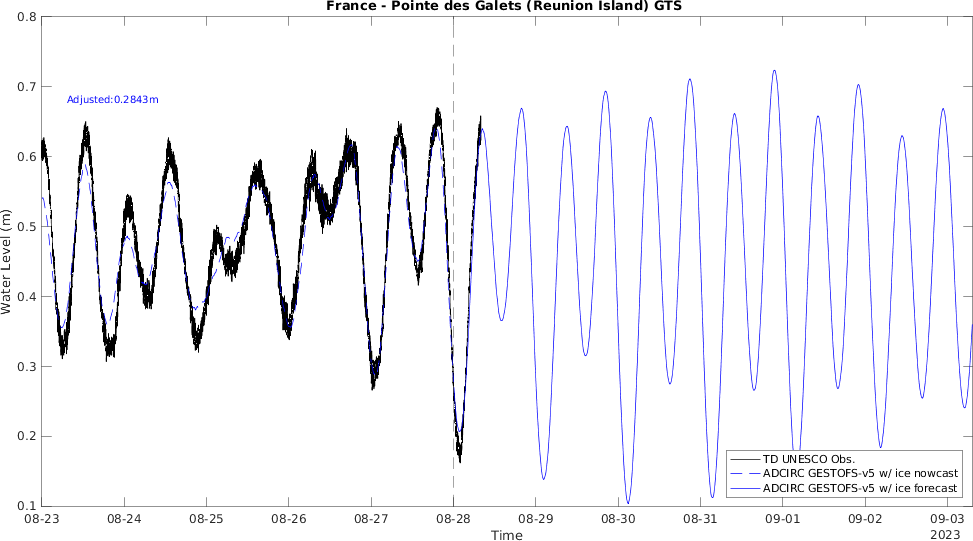 France - Pointe des Galets (Reunion Island) GTS
0.8
0.7
0.6
0.5
0.4
0.3
0.2
0.1
Water Level (m)
Adjusted:0.2843m
TD UNESCO Obs.
ADCIRC GESTOFS-v5 w/ ice nowcast
ADCIRC GESTOFS-v5 w/ ice forecast
08-23 08-24 08-25 08-26 08-27 08-28 08-29 08-30 08-31 09-01 09-02 09-03
Time
2023